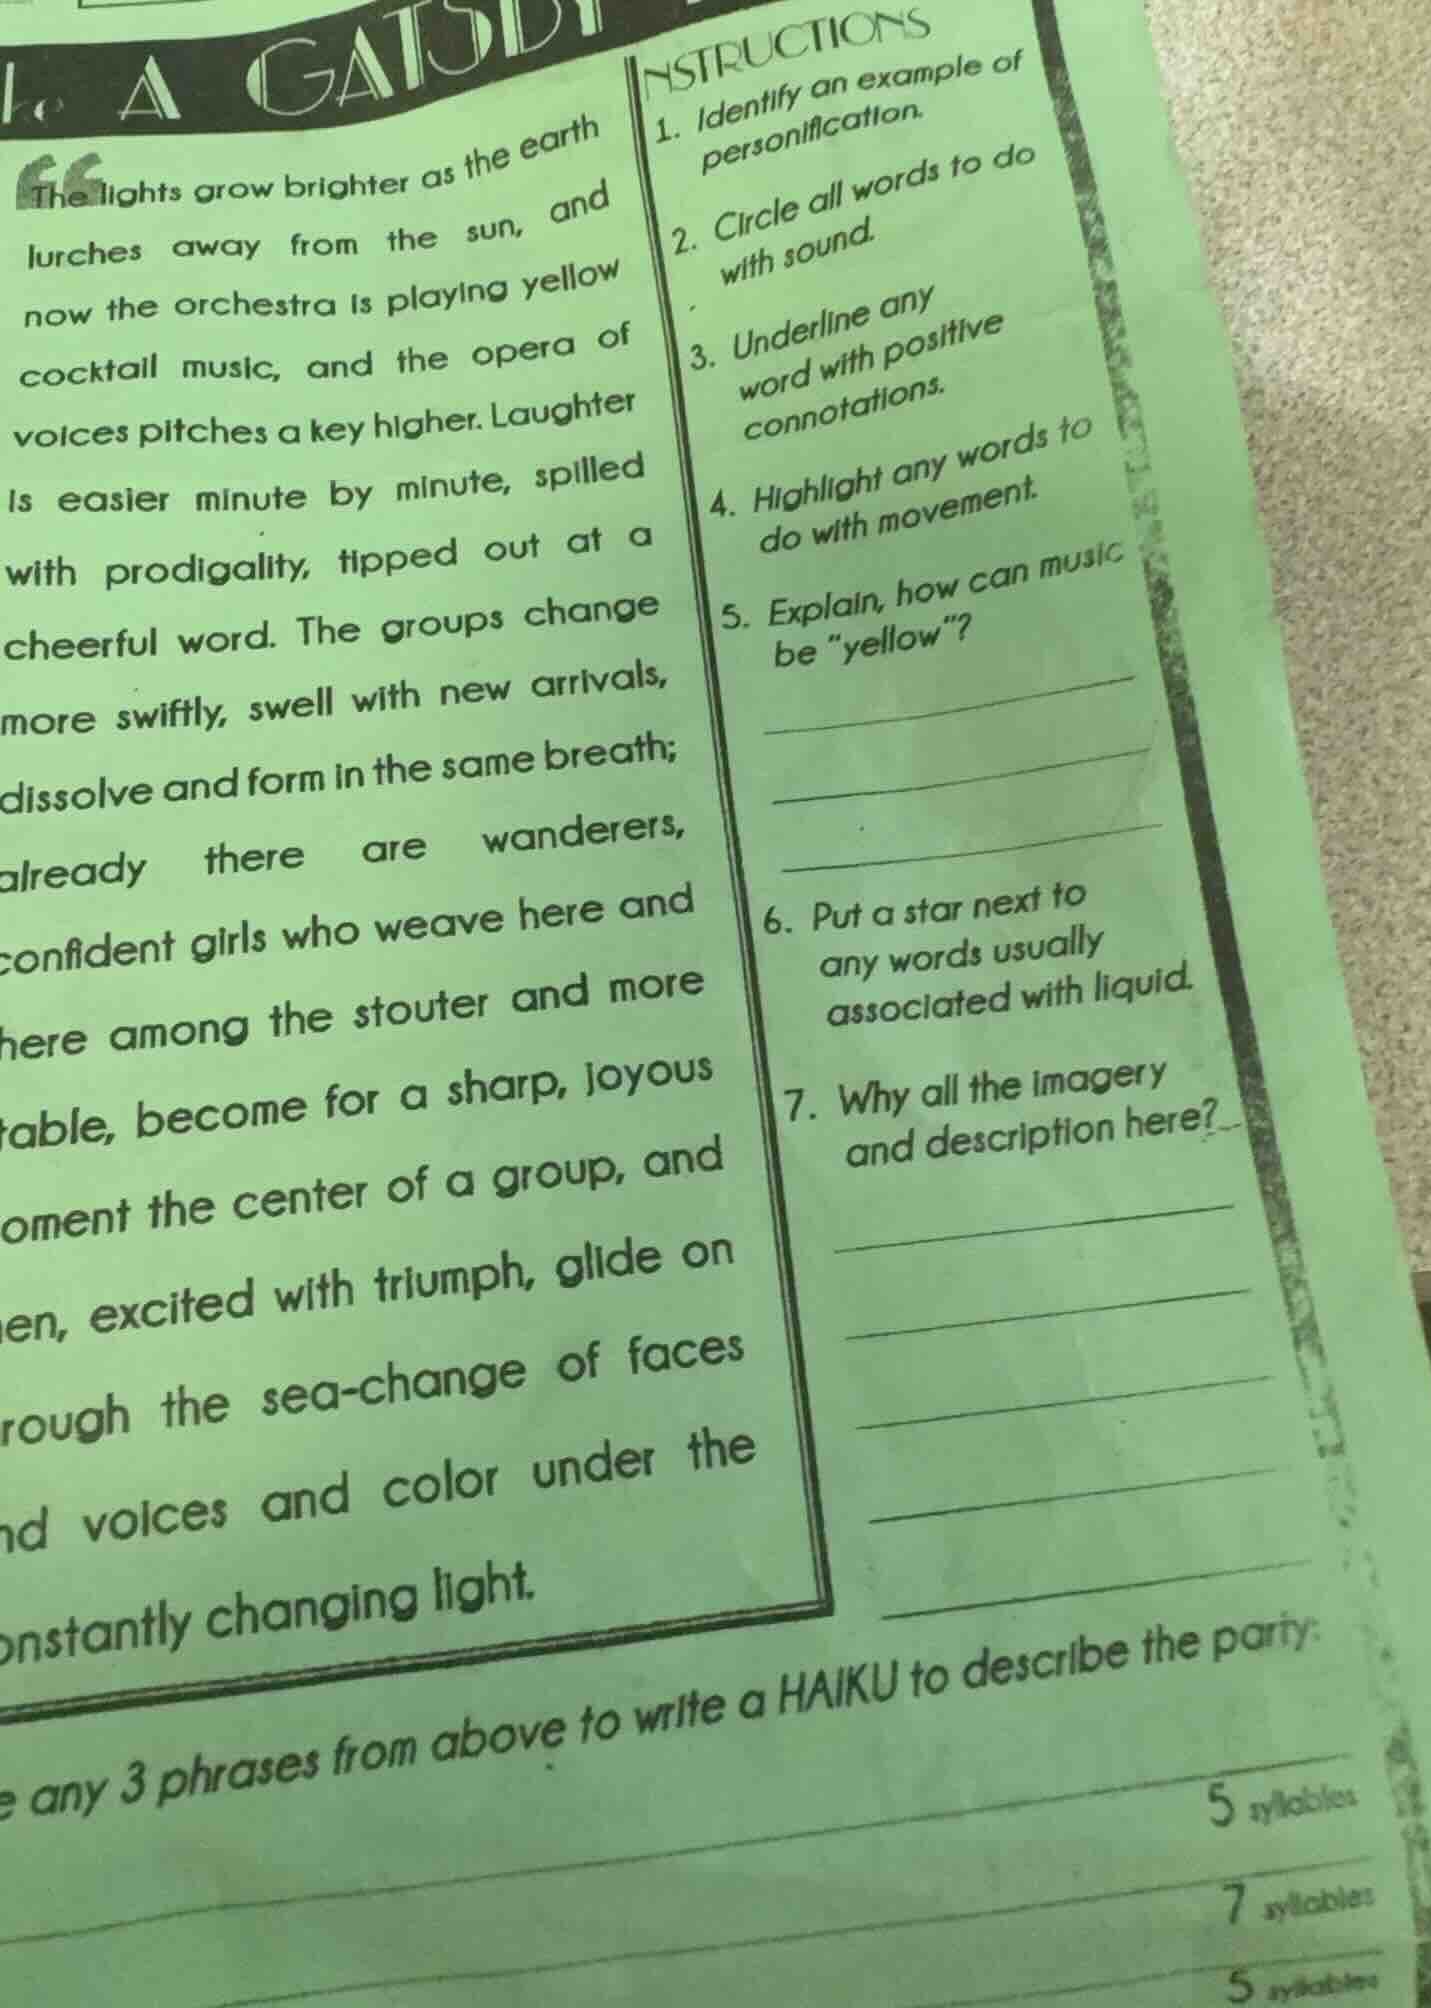 A GATSBY
The lights grow brighter as the earth
lurches away from the sun, and
now the orchestra is playing yellow
cocktail music, and the opera of
voices pitches a key higher. Laughter
is easier minute by minute, spilled
with prodigality, tipped out at a
cheerful word. The groups change
more swiftly, swell with new arrivals,
dissolve and form in the same breath;
already there are wanderers,
confident girls who weave here and
there among the stouter and more
table, become for a sharp, joyous
oment the center of a group, and
en, excited with triumph, glide on
rough the sea-change of faces
nd voices and color under the
onstantly changing light.
INSTRUCTIONS
1. Identify an example of
personification.
2. Circle all words to do
with sound.
3. Underline any
word with positive
connotations.
4. Highlight any words to
do with movement.
5. Explain, how can music
be "yellow"?
6. Put a star next to
any words usually
associated with liquid.
7. Why all the imagery
and description here?
e any 3 phrases from above to write a HAIKU to describe the party:
5 syllables
7 syllables
5 syllables